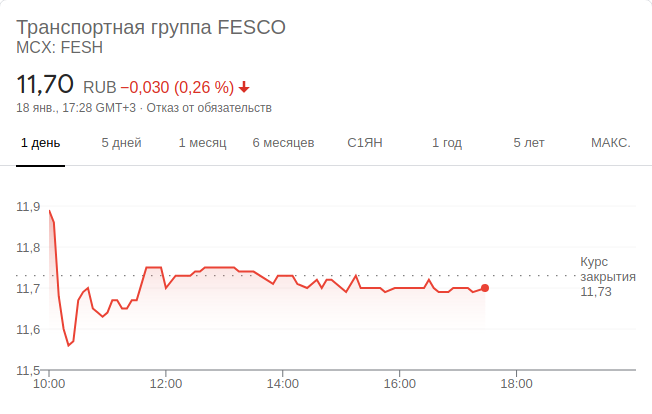 Транспортная группа FESCO
MCX: FESH
11,70 RUB −0,030 (0,26 %)
18 янв., 17:28 GMT+3 · Отказ от обязательств
1 день 5 дней 1 месяц 6 месяцев С1ЯН 1 год 5 лет МАКС.
11,9
11,8
Курс
закрытия
11,73
11,7
11,6
11,5
10:00 12:00 14:00 16:00 18:00